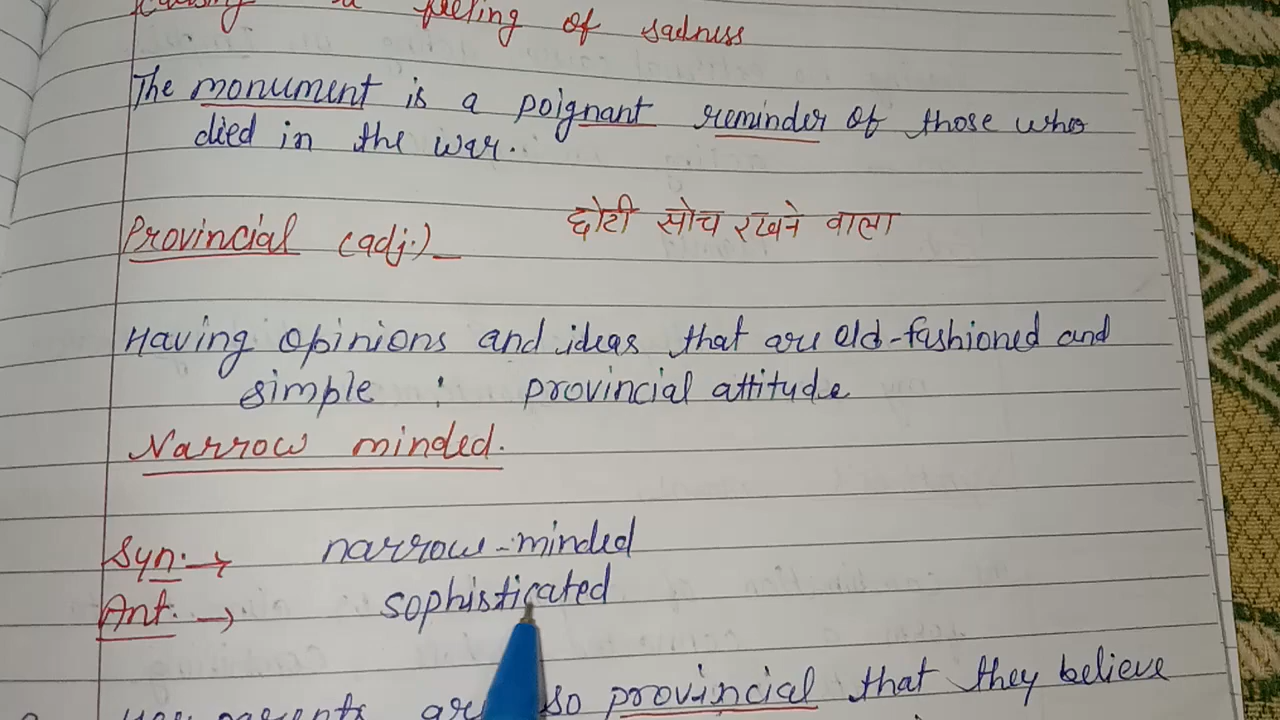 feeling of sadness
The monument is a poignant reminder of those who
died in the war.
Provincial (adj.) छोटी सोच रखने वाला
Having opinions and ideas that are old-fashioned and
simple : provincial attitude
Narrow minded.
Syn. → narrow-minded
Ant. → sophisticated
parents are so provincial that they believe